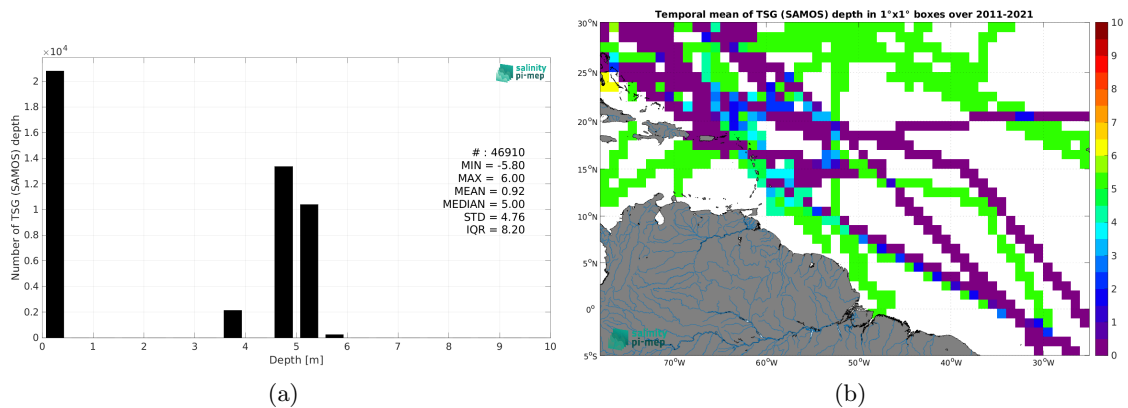 ×10⁴
2
1.8
1.6
1.4
1.2
1
0.8
0.6
0.4
0.2
0
Number of TSG (SAMOS) depth
salinity
pi-mep
# : 46910
MIN = -5.80
MAX = 6.00
MEAN = 0.92
MEDIAN = 5.00
STD = 4.76
IQR = 8.20
0 1 2 3 4 5 6 7 8 9 10
Depth [m]
(a)
Temporal mean of TSG (SAMOS) depth in 1°x1° boxes over 2011-2021
30°N
25°N
20°N
15°N
10°N
5°N
0°
5°S
70°W 60°W 50°W 40°W 30°W
salinity
pi-mep
10
9
8
7
6
5
4
3
2
1
0
(b)